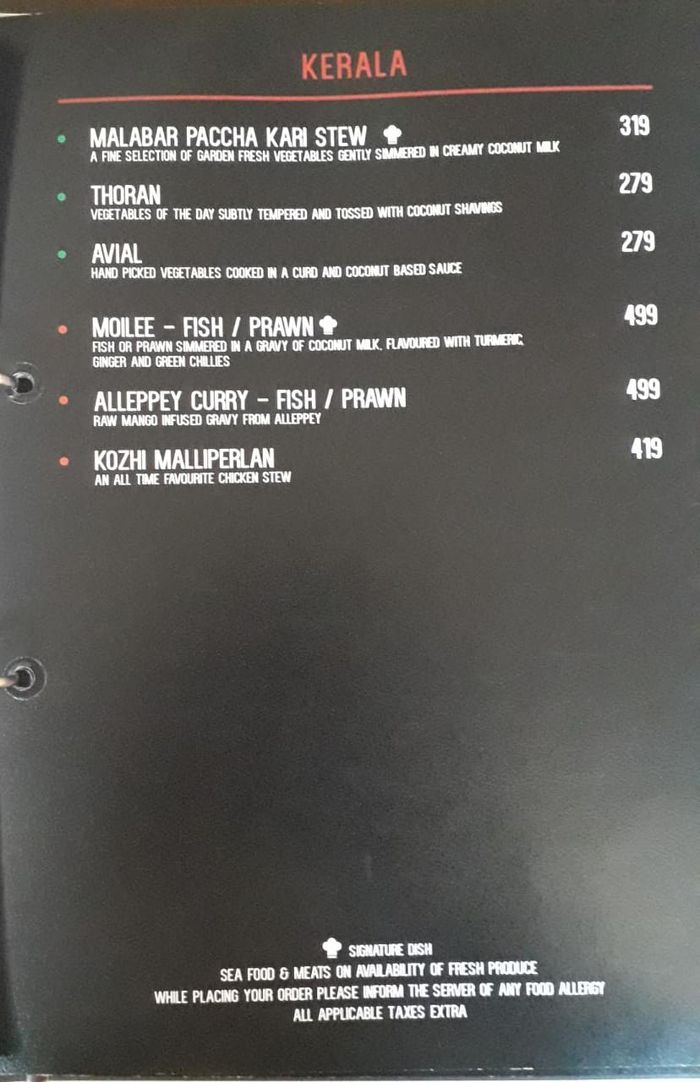 KERALA
MALABAR PACCHA KARI STEW 319
A FINE SELECTION OF GARDEN FRESH VEGETABLES GENTLY SIMMERED IN CREAMY COCONUT MILK
THORAN 279
VEGETABLES OF THE DAY SUBTLY TEMPERED AND TOSSED WITH COCONUT SHAVINGS
AVIAL 279
HAND PICKED VEGETABLES COOKED IN A CURD AND COCONUT BASED SAUCE
MOILEE - FISH / PRAWN 499
FISH OR PRAWN SIMMERED IN A GRAVY OF COCONUT MILK, FLAVOURED WITH TURMERIC,
GINGER AND GREEN CHILLIES
ALLEPPEY CURRY - FISH / PRAWN 499
RAW MANGO INFUSED GRAVY FROM ALLEPPEY
KOZHI MALLIPERLAN 419
AN ALL TIME FAVOURITE CHICKEN STEW
SIGNATURE DISH
SEA FOOD & MEATS ON AVAILABILITY OF FRESH PRODUCE
WHILE PLACING YOUR ORDER PLEASE INFORM THE SERVER OF ANY FOOD ALLERGY
ALL APPLICABLE TAXES EXTRA